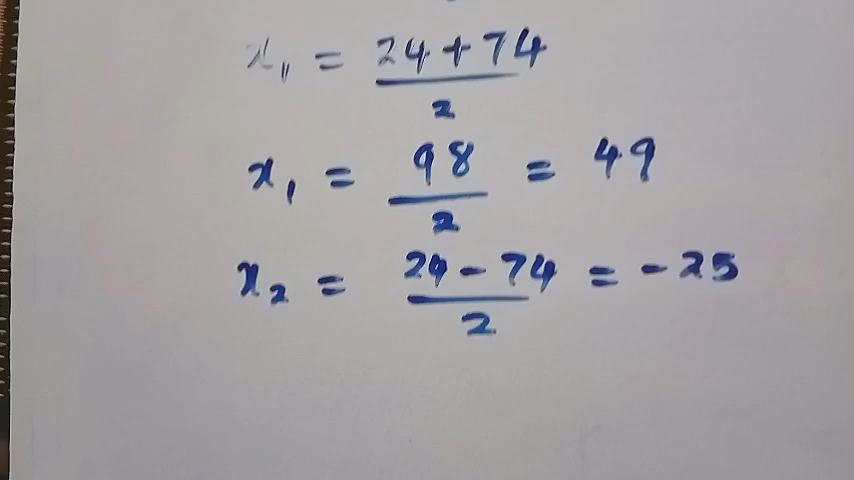 x₁ = (24 + 74)/2
x₁ = 98/2 = 49
x₂ = (24 - 74)/2 = -25